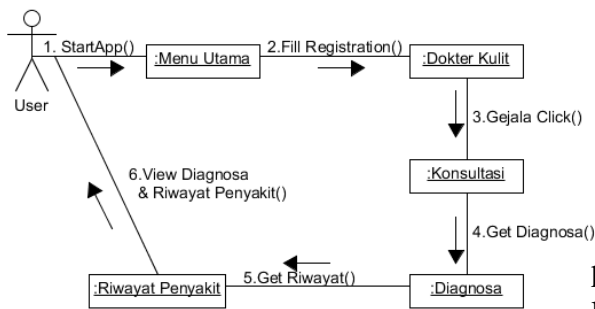 1. StartApp()
:Menu Utama
2.Fill Registration()
:Dokter Kulit
User
3.Gejala Click()
:Konsultasi
6.View Diagnosa
& Riwayat Penyakit()
4.Get Diagnosa()
:Riwayat Penyakit
5.Get Riwayat()
:Diagnosa